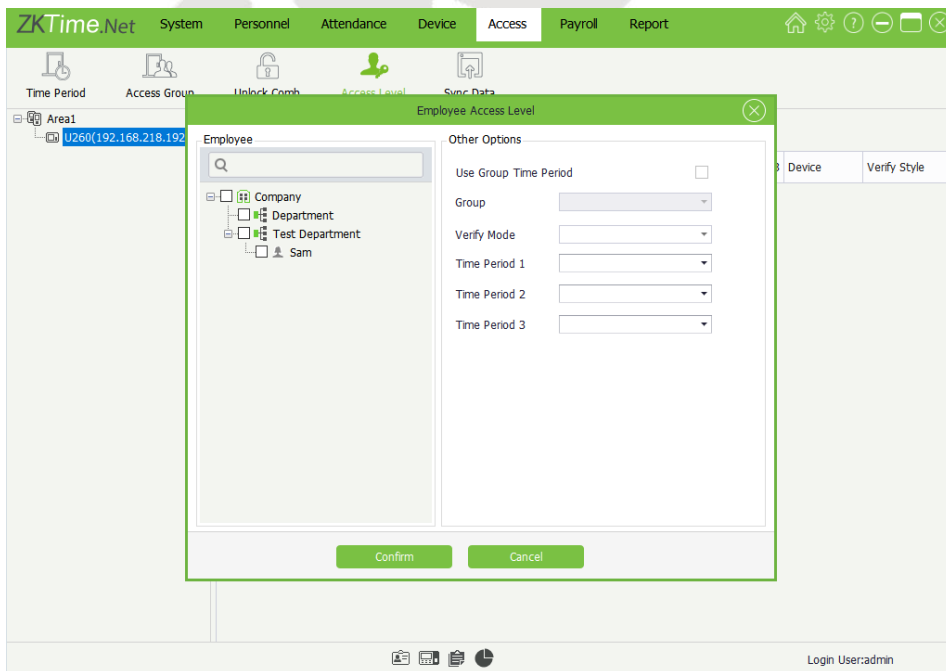 ZKTime.Net System Personnel Attendance Device Access Payroll Report
Time Period Access Group Unlock Comb Access Level Sync Data
Employee Access Level
Area1
U260(192.168.218.192
Employee
Company
Department
Test Department
Sam
Other Options
Use Group Time Period
Group
Verify Mode
Time Period 1
Time Period 2
Time Period 3
3 Device Verify Style
Confirm Cancel
Login User:admin